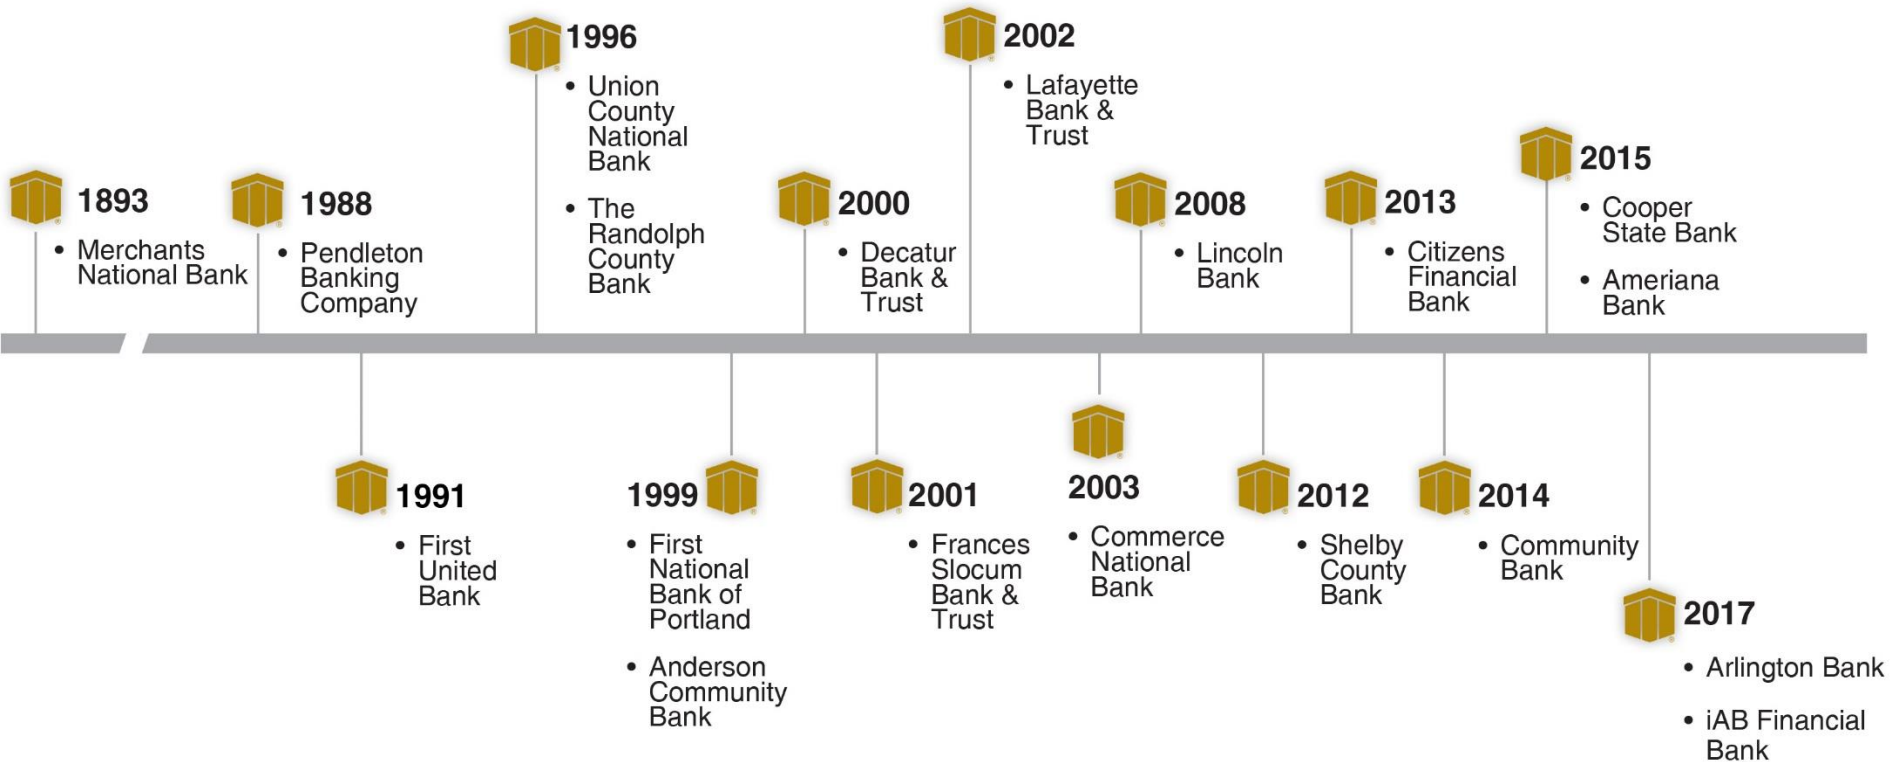 1893
• Merchants
National Bank
1988
• Pendleton
Banking
Company
1991
• First
United
Bank
1996
• Union
County
National
Bank
• The
Randolph
County
Bank
1999
• First
National
Bank of
Portland
• Anderson
Community
Bank
2000
• Decatur
Bank &
Trust
2001
• Frances
Slocum
Bank &
Trust
2002
• Lafayette
Bank &
Trust
2003
• Commerce
National
Bank
2008
• Lincoln
Bank
2012
• Shelby
County
Bank
2013
• Citizens
Financial
Bank
2014
• Community
Bank
2015
• Cooper
State Bank
• Ameriana
Bank
2017
• Arlington Bank
• iAB Financial
Bank